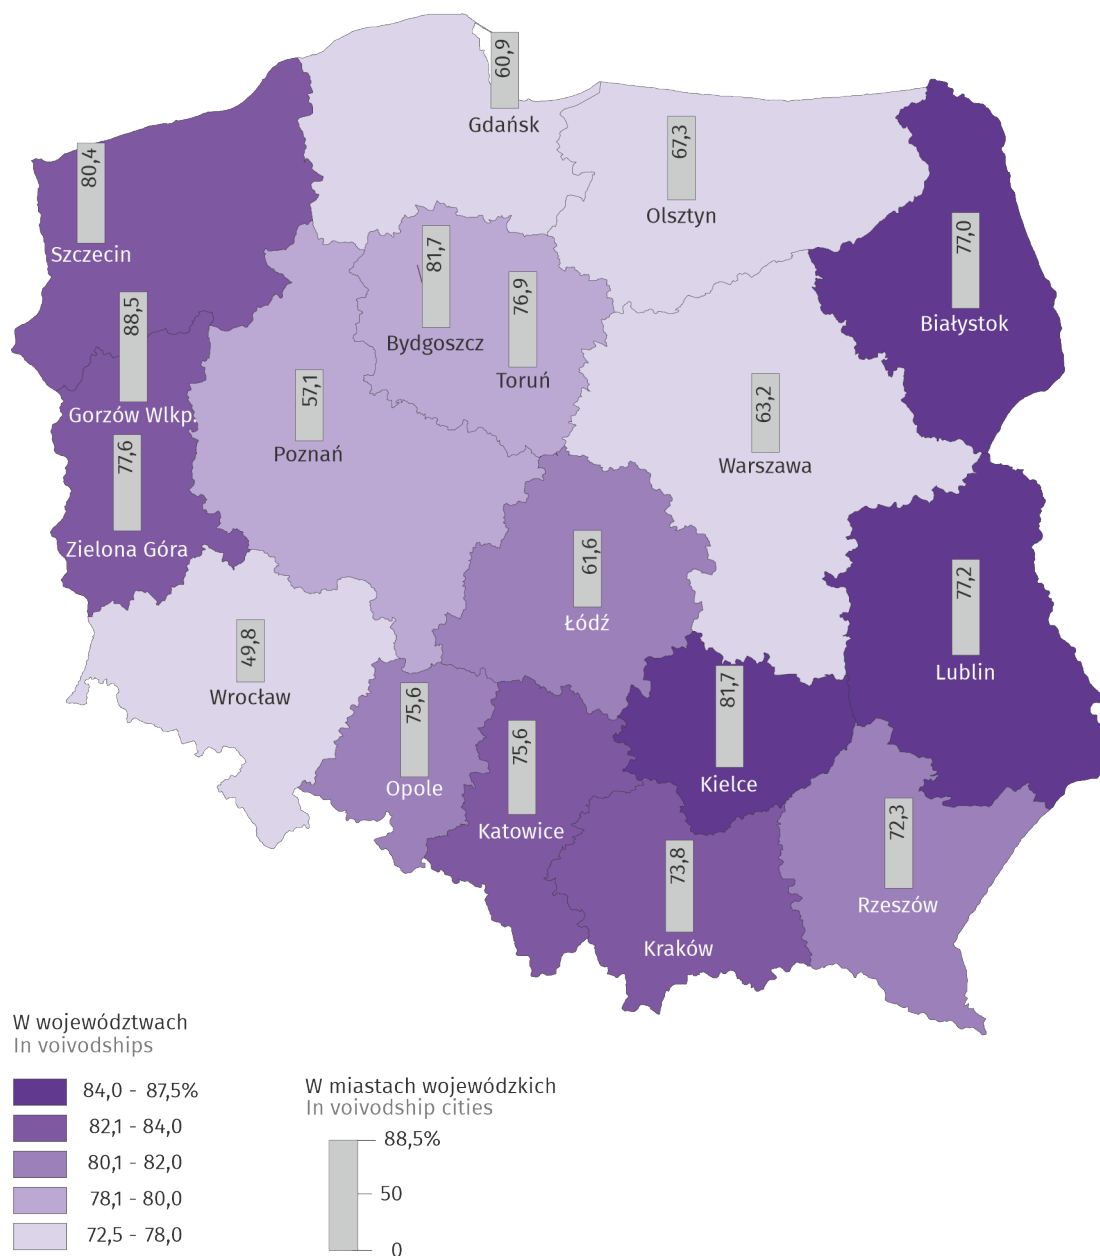 60,9
Gdańsk
67,3
Olsztyn
80,4
Szczecin
77,0
Białystok
81,7
Bydgoszcz
76,9
Toruń
88,5
Gorzów Wlkp.
57,1
Poznań
63,2
Warszawa
77,6
Zielona Góra
61,6
Łódź
77,2
Lublin
49,8
Wrocław
75,6
Opole
75,6
Katowice
81,7
Kielce
73,8
Kraków
72,3
Rzeszów
W województwach
In voivodships
84,0 - 87,5%
82,1 - 84,0
80,1 - 82,0
78,1 - 80,0
72,5 - 78,0
W miastach wojewódzkich
In voivodship cities
88,5%
50
0